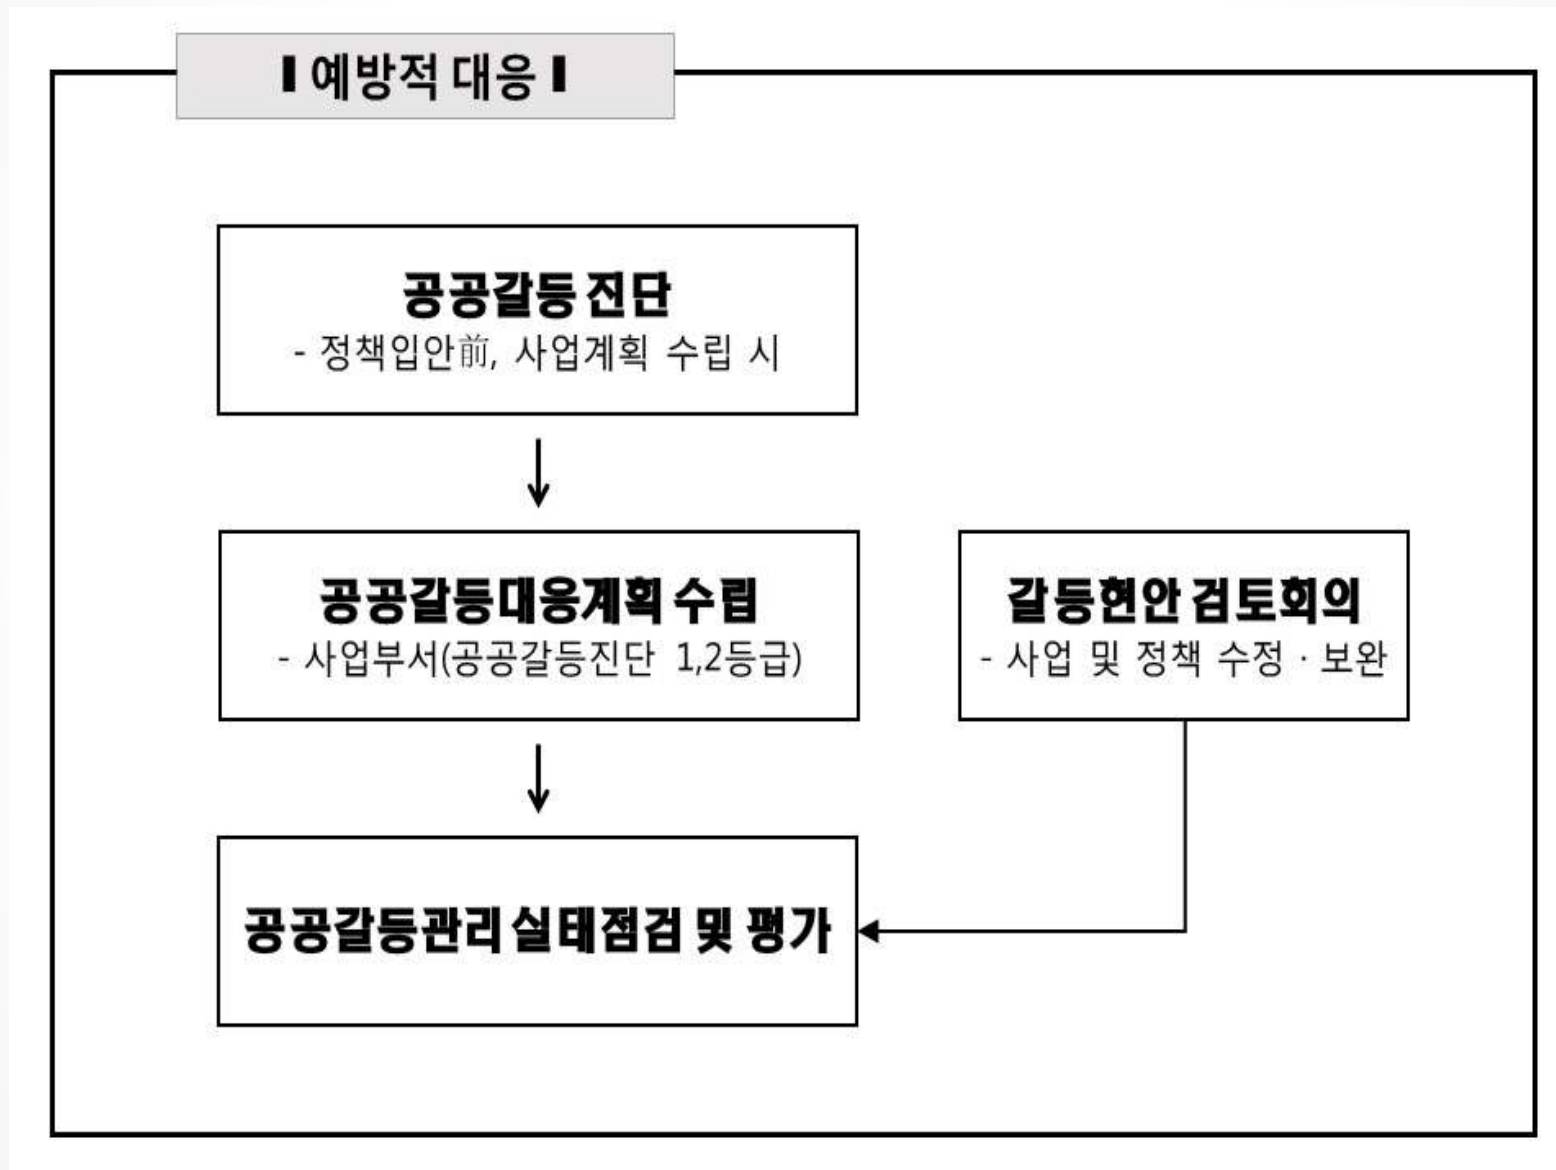 ▮예방적 대응▮
공공갈등 진단
- 정책입안前, 사업계획 수립 시
공공갈등대응계획 수립
- 사업부서(공공갈등진단 1,2등급)
갈등현안 검토회의
- 사업 및 정책 수정·보완
공공갈등관리 실태점검 및 평가